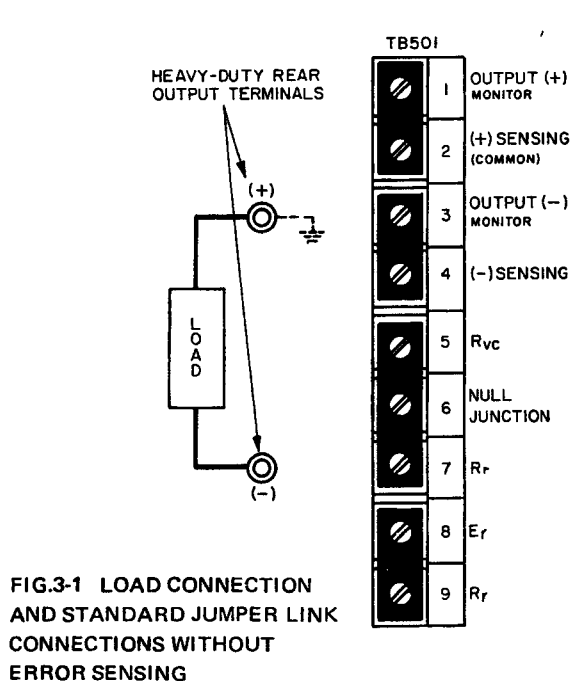 TB501
HEAVY-DUTY REAR
OUTPUT TERMINALS
(+)
LOAD
(-)
1 OUTPUT (+)
MONITOR
2 (+) SENSING
(COMMON)
3 OUTPUT (-)
MONITOR
4 (-) SENSING
5 Rvc
6 NULL
JUNCTION
7 Rr
8 Er
9 Rr
FIG.3-1 LOAD CONNECTION
AND STANDARD JUMPER LINK
CONNECTIONS WITHOUT
ERROR SENSING